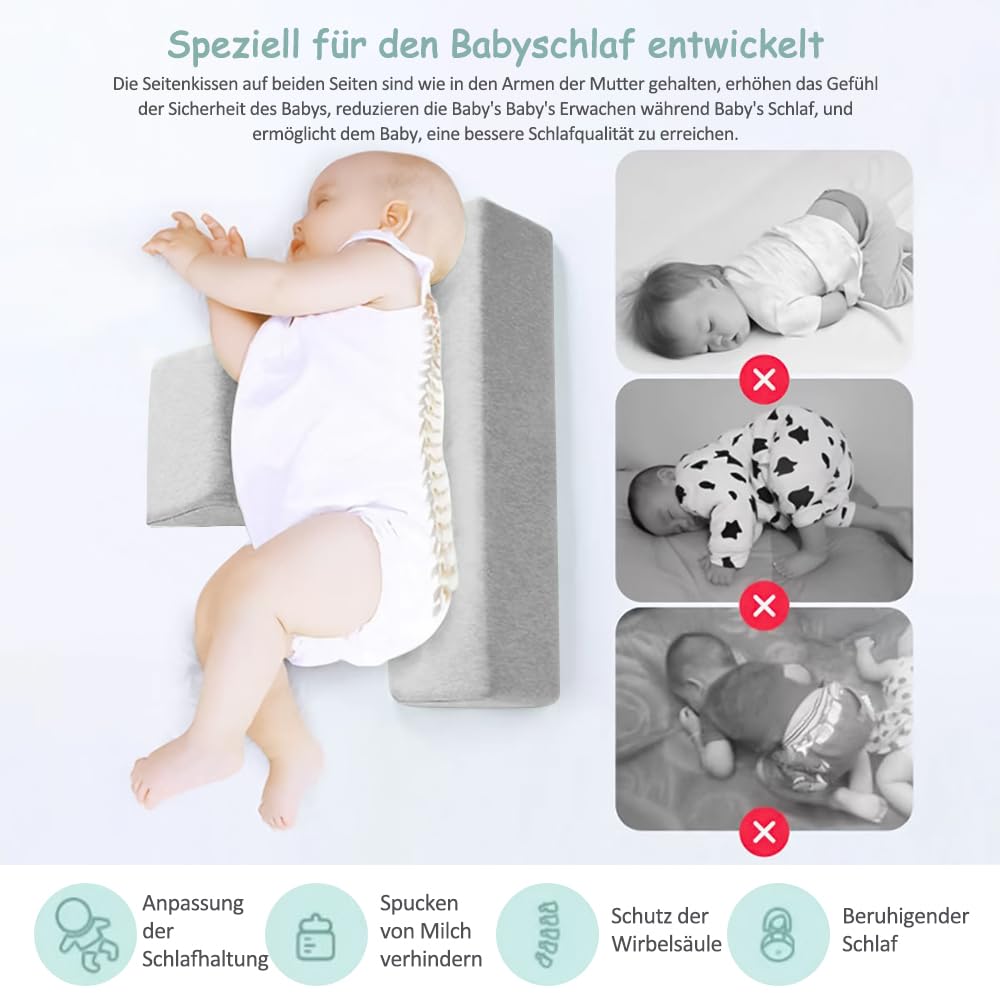 Speziell für den Babyschlaf entwickelt
Die Seitenkissen auf beiden Seiten sind wie in den Armen der Mutter gehalten, erhöhen das Gefühl
der Sicherheit des Babys, reduzieren die Baby's Baby's Erwachen während Baby's Schlaf, und
ermöglicht dem Baby, eine bessere Schlafqualität zu erreichen.
Anpassung
der
Schlafhaltung
Spucken
von Milch
verhindern
Schutz der
Wirbelsäule
Beruhigender
Schlaf